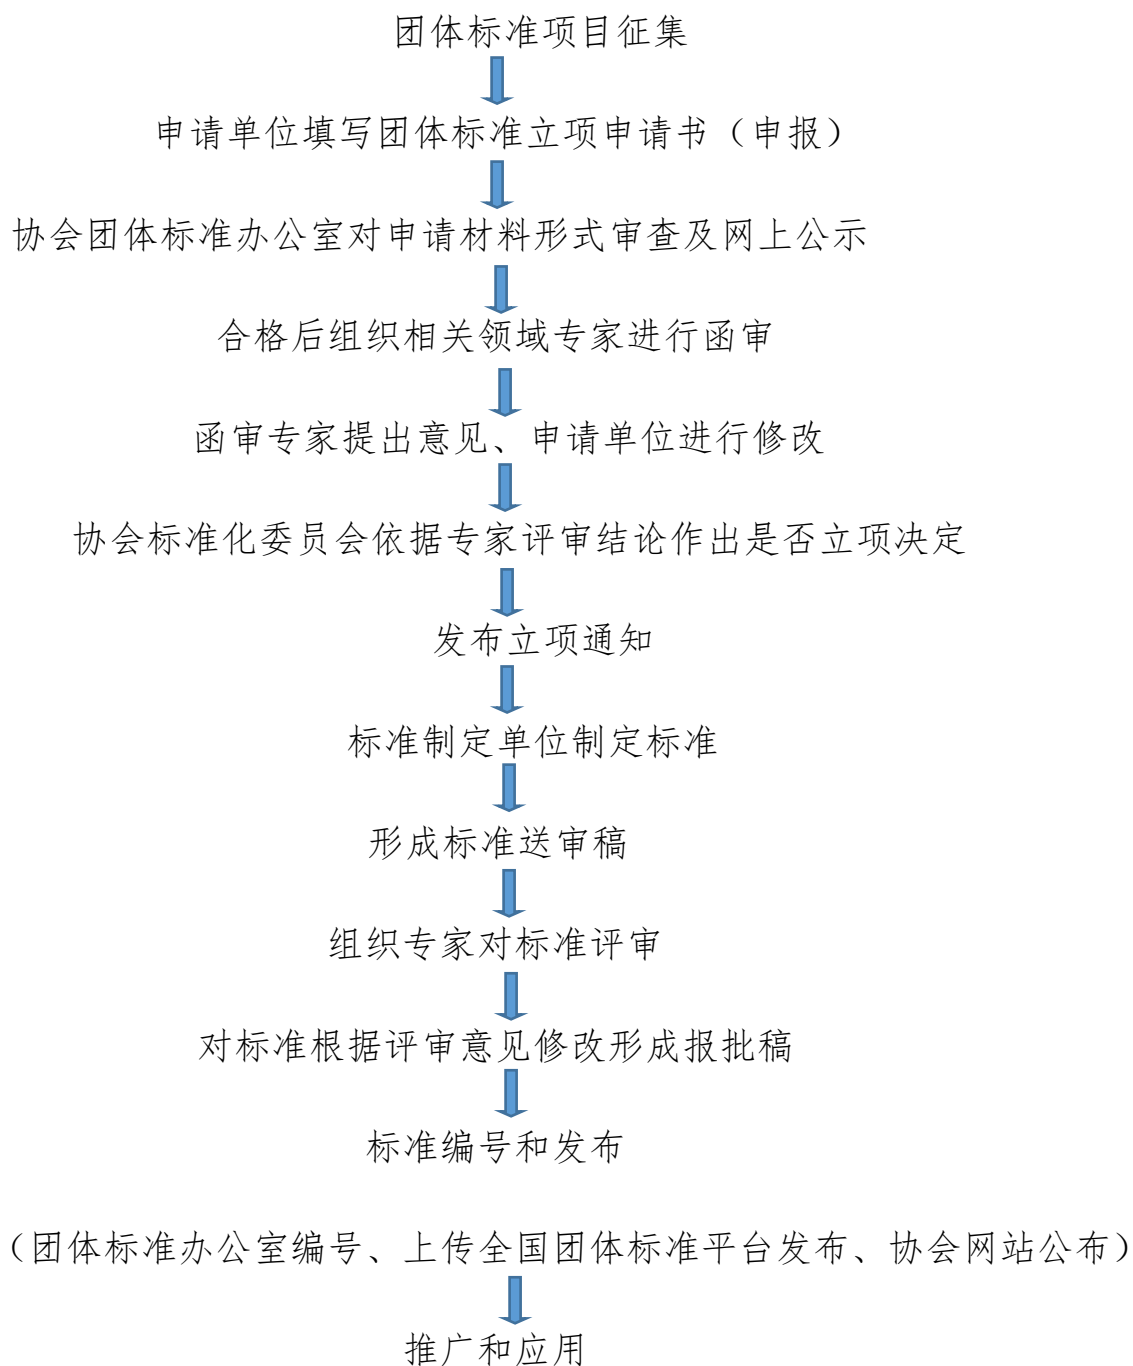 团体标准项目征集
申请单位填写团体标准立项申请书（申报）
协会团体标准办公室对申请材料形式审查及网上公示
合格后组织相关领域专家进行函审
函审专家提出意见、申请单位进行修改
协会标准化委员会依据专家评审结论作出是否立项决定
发布立项通知
标准制定单位制定标准
形成标准送审稿
组织专家对标准评审
对标准根据评审意见修改形成报批稿
标准编号和发布
（团体标准办公室编号、上传全国团体标准平台发布、协会网站公布）
推广和应用